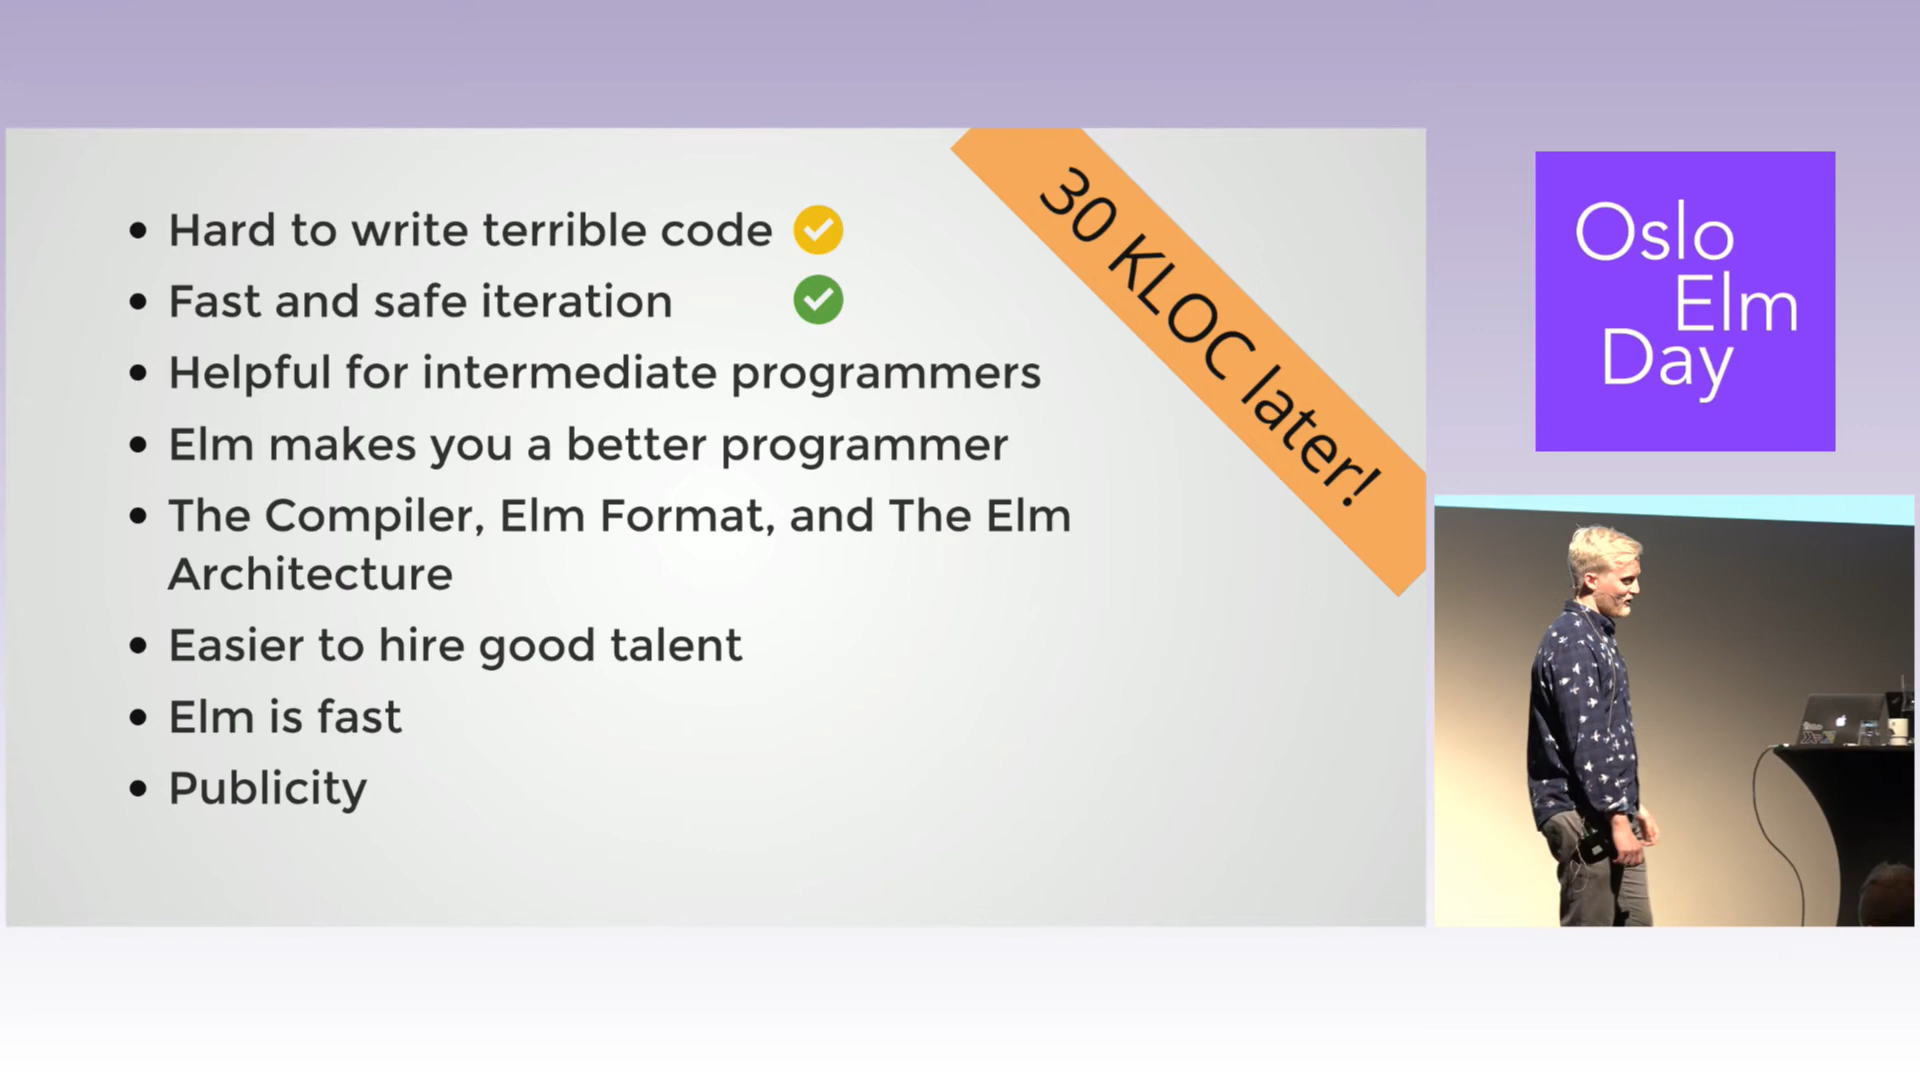 Hard to write terrible code
Fast and safe iteration
Helpful for intermediate programmers
Elm makes you a better programmer
The Compiler, Elm Format, and The Elm
Architecture
Easier to hire good talent
Elm is fast
Publicity
30 KLOC later!
Oslo
Elm
Day